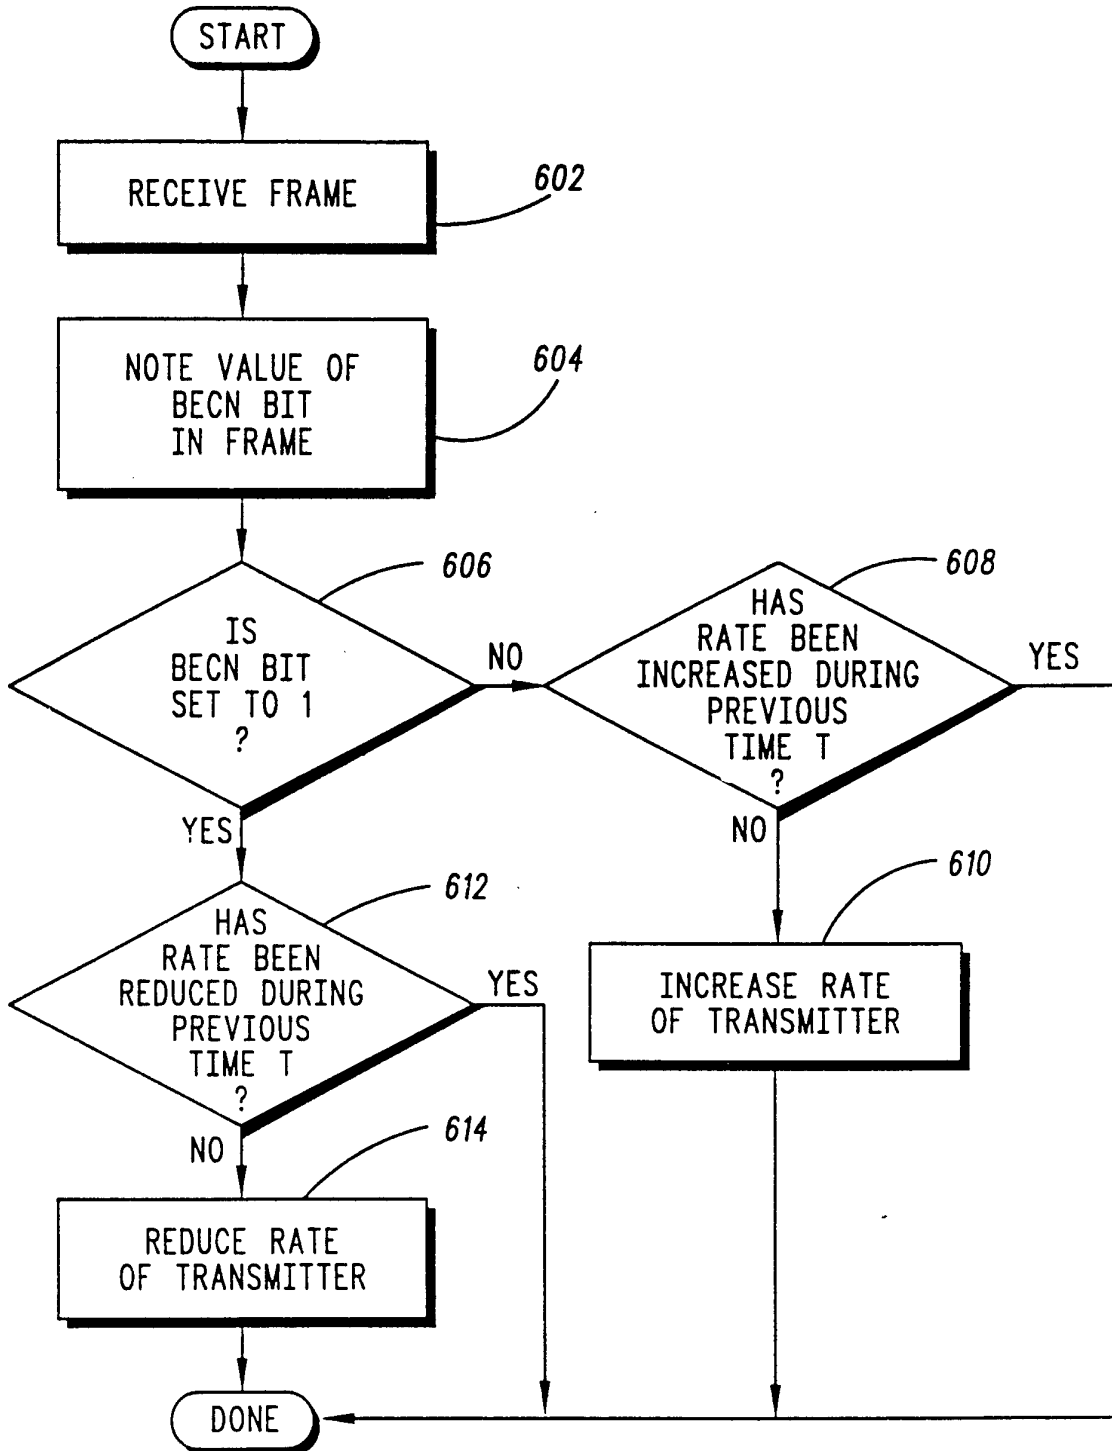 START
RECEIVE FRAME
602
NOTE VALUE OF
BECN BIT
IN FRAME
604
IS
BECN BIT
SET TO 1
?
606
NO
YES
HAS
RATE BEEN
INCREASED DURING
PREVIOUS
TIME T
?
608
YES
NO
INCREASE RATE
OF TRANSMITTER
610
HAS
RATE BEEN
REDUCED DURING
PREVIOUS
TIME T
?
612
YES
NO
REDUCE RATE
OF TRANSMITTER
614
DONE